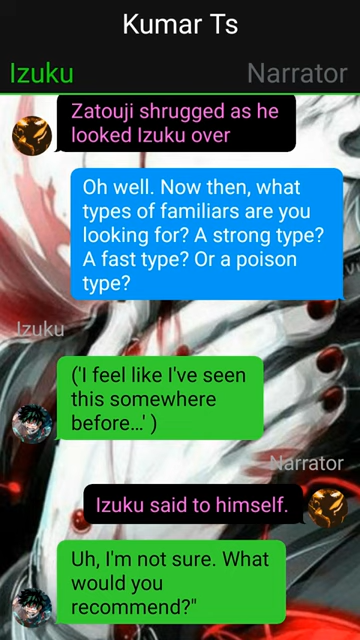 Kumar Ts
Izuku
Narrator
Zatouji shrugged as he
looked Izuku over
Oh well. Now then, what
types of familiars are you
looking for? A strong type?
A fast type? Or a poison
type?
Izuku
('I feel like I've seen
this somewhere
before...' )
Narrator
Izuku said to himself.
Uh, I'm not sure. What
would you
recommend?"